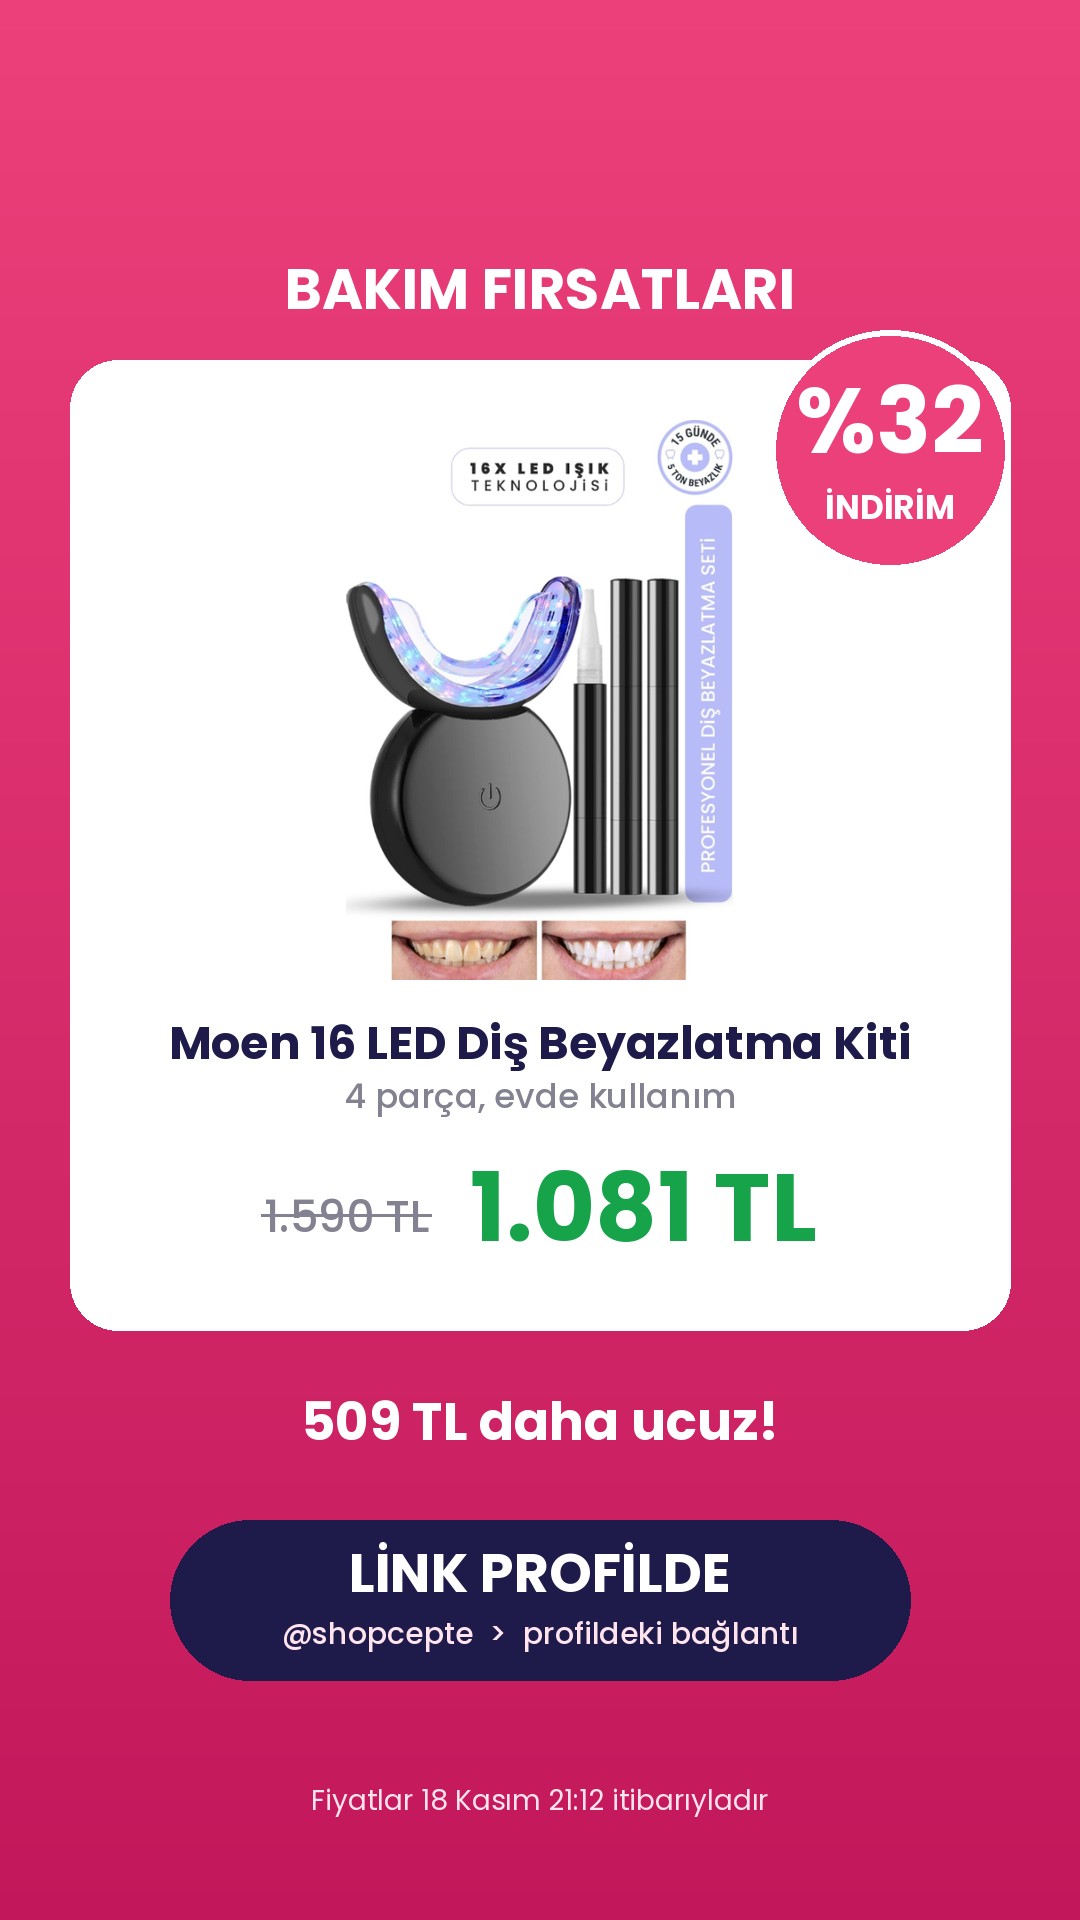 BAKIM FIRSATLARI
%32
İNDİRİM
16X LED IŞIK
TEKNOLOJİSİ
15 GÜNDE
5 TON BEYAZLIK
PROFESYONEL DİŞ BEYAZLATMA SETİ
Moen 16 LED Diş Beyazlatma Kiti
4 parça, evde kullanım
1.590 TL 1.081 TL
509 TL daha ucuz!
LİNK PROFİLDE
@shopcepte > profildeki bağlantı
Fiyatlar 18 Kasım 21:12 itibarıyladır